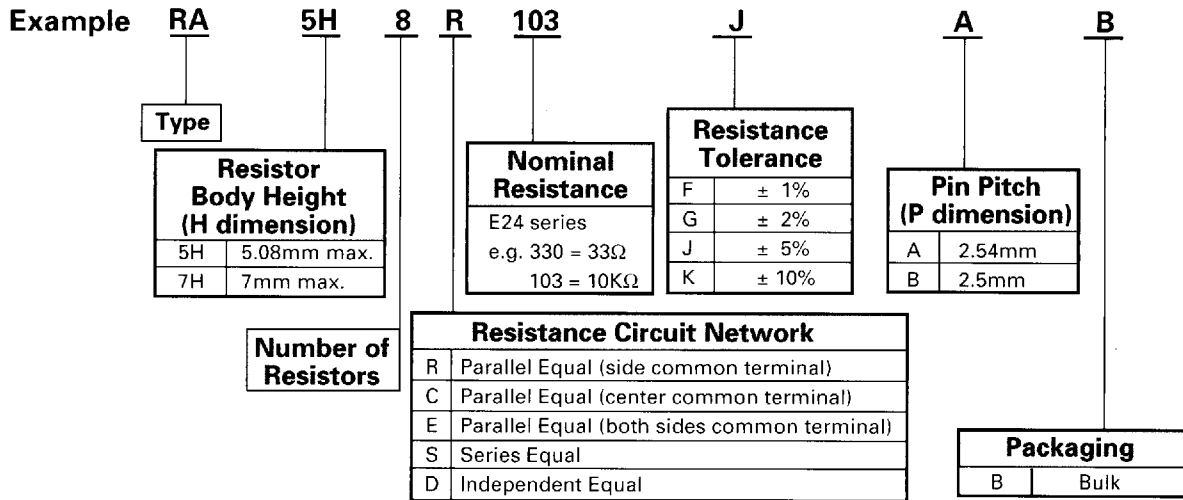 Example RA 5H 8 R 103 J A B
Type
Resistor
Body Height
(H dimension)
5H 5.08mm max.
7H 7mm max.
Number of
Resistors
Nominal
Resistance
E24 series
e.g. 330 = 33Ω
103 = 10KΩ
Resistance
Tolerance
F ± 1%
G ± 2%
J ± 5%
K ± 10%
Pin Pitch
(P dimension)
A 2.54mm
B 2.5mm
Resistance Circuit Network
R Parallel Equal (side common terminal)
C Parallel Equal (center common terminal)
E Parallel Equal (both sides common terminal)
S Series Equal
D Independent Equal
Packaging
B Bulk